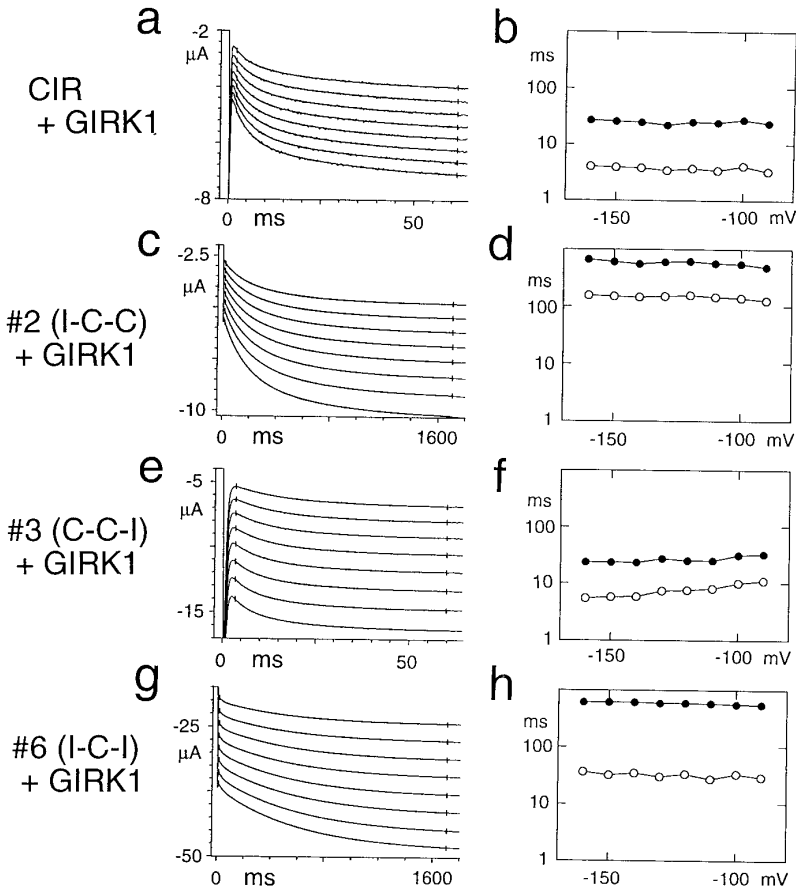 a
b
-2
μA
-8
0 ms 50
CIR
+ GIRK1
ms
100
10
1
-150 -100 mV
c
d
-2.5
μA
-10
0 ms 1600
#2 (I-C-C)
+ GIRK1
ms
100
10
1
-150 -100 mV
e
f
-5
μA
-15
0 ms 50
#3 (C-C-I)
+ GIRK1
ms
100
10
1
-150 -100 mV
g
h
-25
μA
-50
0 ms 1600
#6 (I-C-I)
+ GIRK1
ms
100
10
1
-150 -100 mV